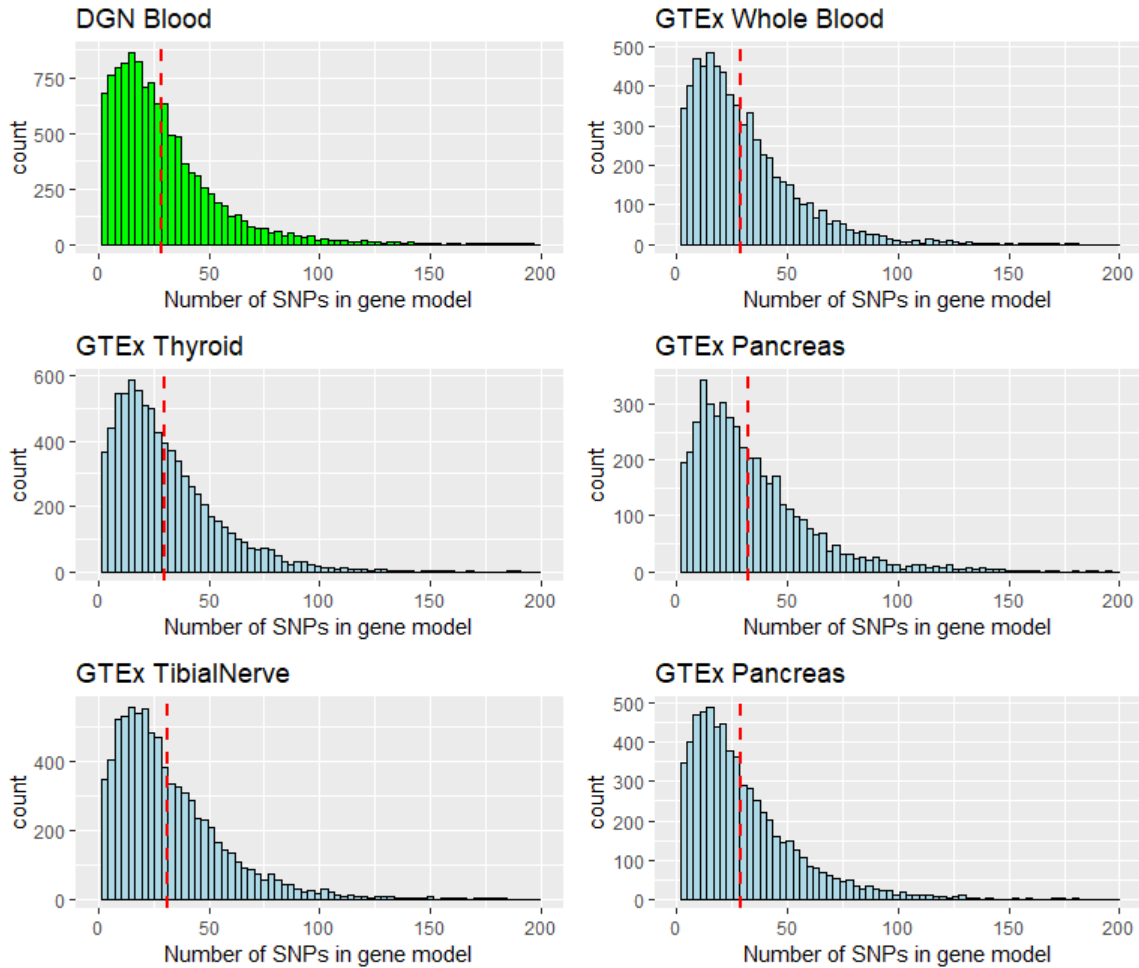 DGN Blood
750
500
250
0
count
0 50 100 150 200
Number of SNPs in gene model
GTEx Whole Blood
500
400
300
200
100
0
count
0 50 100 150 200
Number of SNPs in gene model
GTEx Thyroid
600
400
200
0
count
0 50 100 150 200
Number of SNPs in gene model
GTEx Pancreas
300
200
100
0
count
0 50 100 150 200
Number of SNPs in gene model
GTEx TibialNerve
400
200
0
count
0 50 100 150 200
Number of SNPs in gene model
GTEx Pancreas
500
400
300
200
100
0
count
0 50 100 150 200
Number of SNPs in gene model